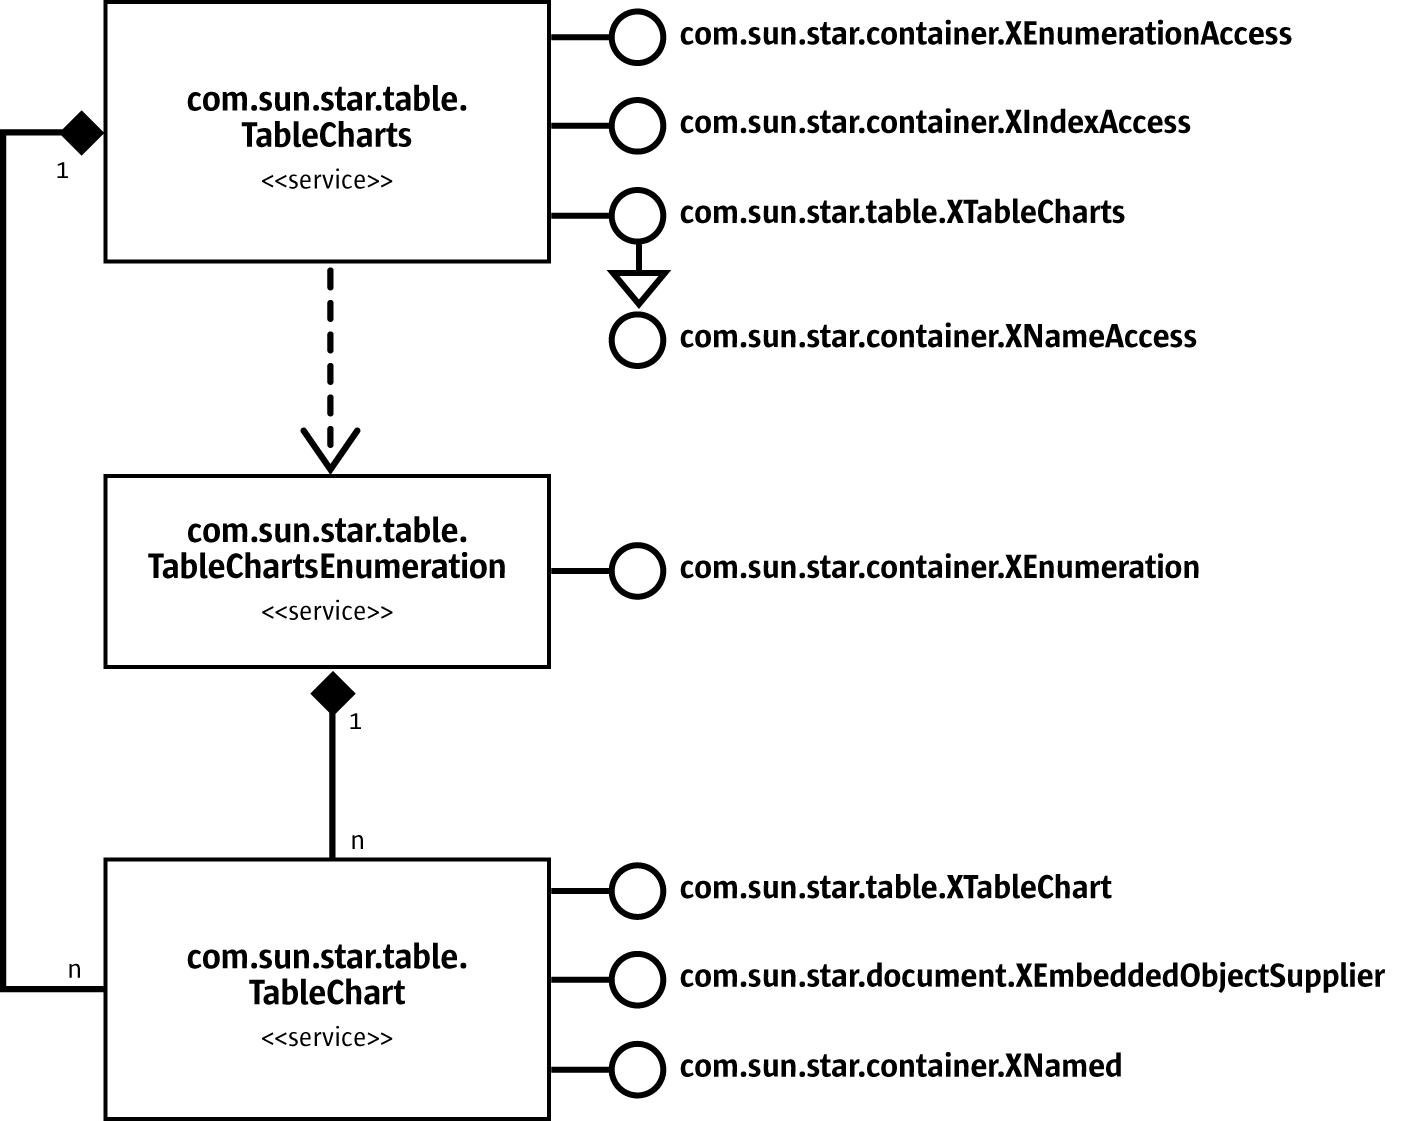 com.sun.star.table.
TableCharts
<<service>>
com.sun.star.container.XEnumerationAccess
com.sun.star.container.XIndexAccess
com.sun.star.table.XTableCharts
com.sun.star.container.XNameAccess
1
com.sun.star.table.
TableChartsEnumeration
<<service>>
com.sun.star.container.XEnumeration
1
n
n
com.sun.star.table.
TableChart
<<service>>
com.sun.star.table.XTableChart
com.sun.star.document.XEmbeddedObjectSupplier
com.sun.star.container.XNamed